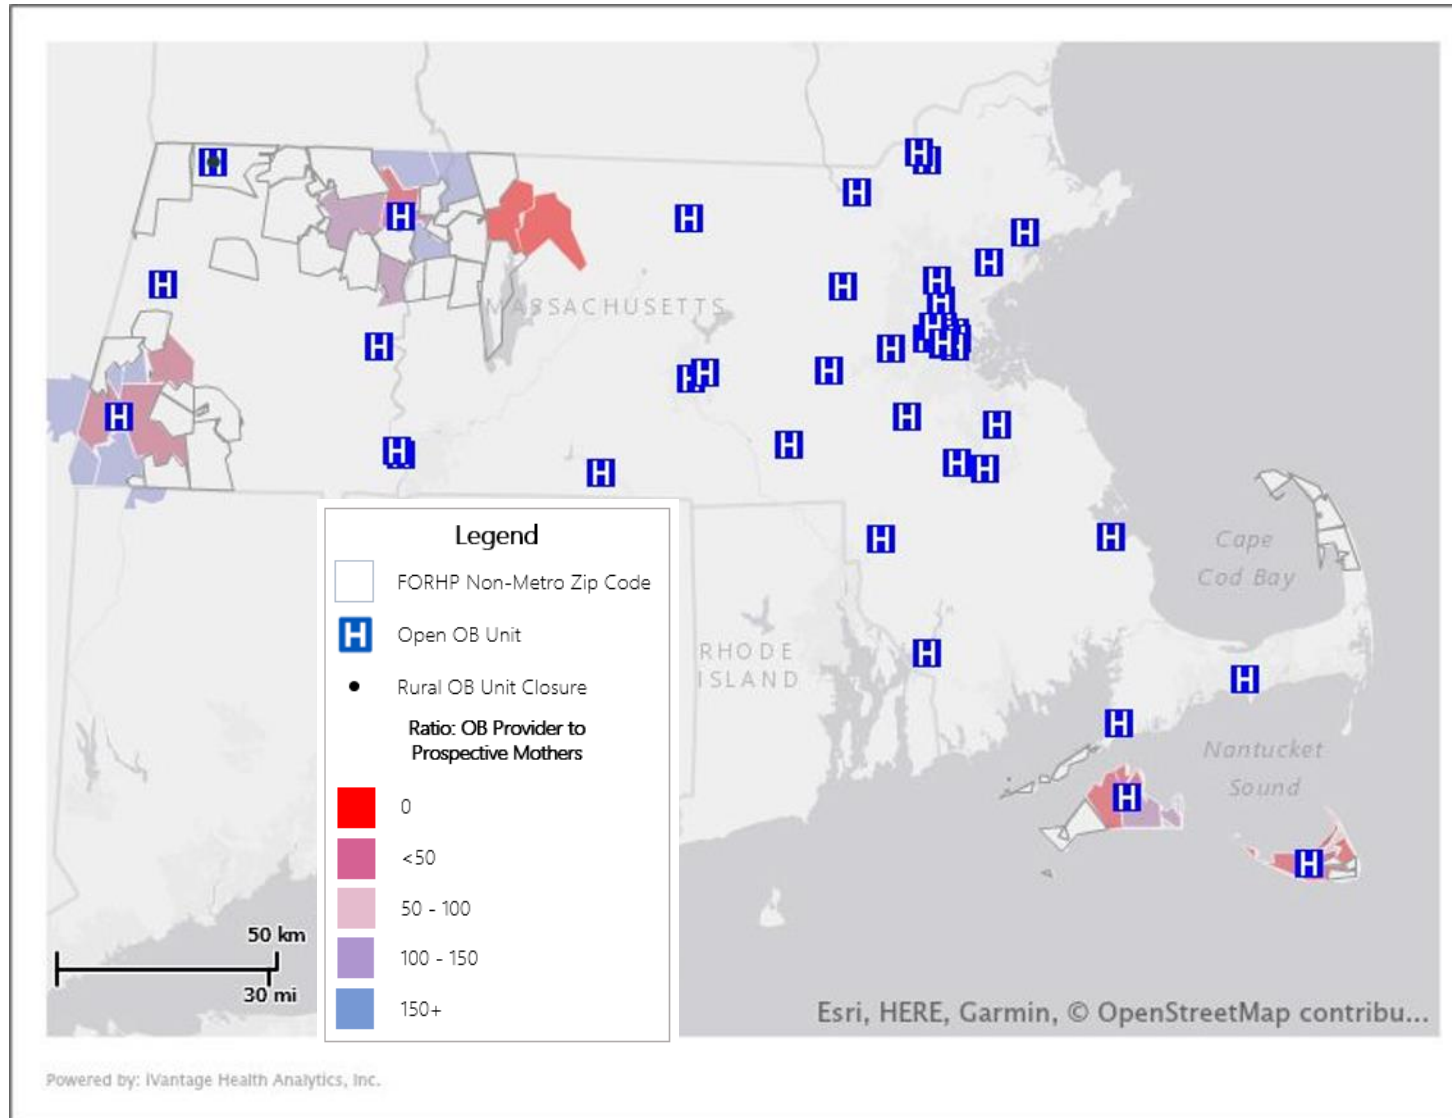 MASSACHUSETTS
Cape
Cod Bay
RHODE
ISLAND
Nantucket
Sound
Legend
FORHP Non-Metro Zip Code
H Open OB Unit
Rural OB Unit Closure
Ratio: OB Provider to
Prospective Mothers
0
<50
50 - 100
100 - 150
150+
50 km
30 mi
Esri, HERE, Garmin, © OpenStreetMap contribu...
Powered by: iVantage Health Analytics, Inc.